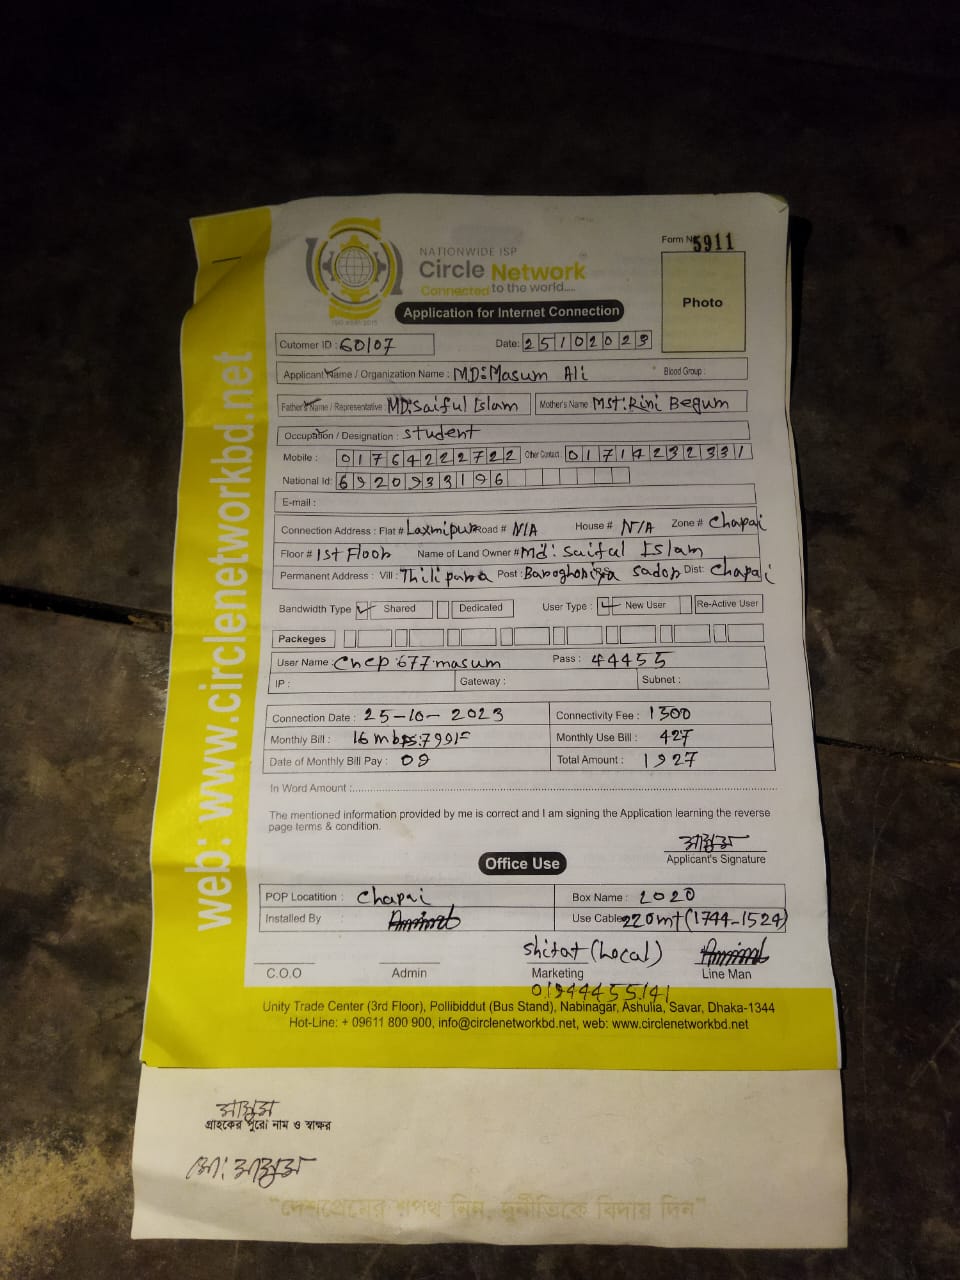 web: www.circlenetworkbd.net
NATIONWIDE ISP
Circle Network
Connected to the world.....
ISO 9001:2015
Application for Internet Connection
Form N 5911
Photo
Cutomer ID : 60107
Date: 25102023
Applicant Name / Organization Name : MD:Masum Ali Blood Group :
Father's Name / Representative : MD:Saiful Islam Mother's Name Mst:Rini Begum
Occupation / Designation : Student
Mobile : 01764222722 Other Contact 01714232331
National Id: 6920933196
E-mail :
Connection Address : Flat # Laxmipur Road # N/A House # N/A Zone # Chapai
Floor # 1st Floor Name of Land Owner # Md: Saiful Islam
Permanent Address : Vill : Thilipara Post : Baroghoriya Sador Dist: Chapai
Bandwidth Type Shared Dedicated User Type : New User Re-Active User
Packeges
User Name : Chcp:677masum Pass : 44455
IP : Gateway : Subnet :
Connection Date : 25-10-2023 Connectivity Fee : 1500
Monthly Bill : 16 mbps:799/= Monthly Use Bill : 427
Date of Monthly Bill Pay : 09 Total Amount : 1927
In Word Amount :
The mentioned information provided by me is correct and I am signing the Application learning the reverse
page terms & condition.
মাসুম
Applicant's Signature
Office Use
POP Locatition : Chapai Box Name : 2020
Installed By : Use Cable 220mt (1744-1524)
shifat (Local)
C.O.O Admin Marketing Line Man
01944455141
Unity Trade Center (3rd Floor), Pollibiddut (Bus Stand), Nabinagar, Ashulia, Savar, Dhaka-1344
Hot-Line: + 09611 800 900, info@circlenetworkbd.net, web: www.circlenetworkbd.net
মাসুম
গ্রাহকের পুরো নাম ও স্বাক্ষর
মো: মাসুম
"দেশপ্রেমের শপথ নিন, দুর্নীতিকে বিদায় দিন"